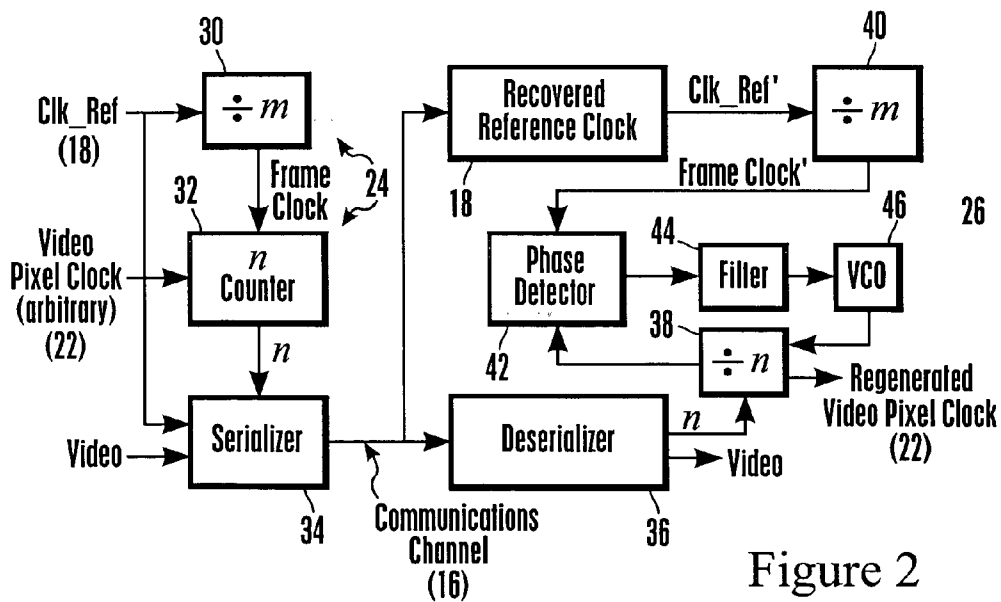 30
÷ m
Clk_Ref
(18)
Frame
Clock
24
32
n
Counter
Video
Pixel Clock
(arbitrary)
(22)
n
Serializer
Video
34
Communications
Channel
(16)
Recovered
Reference Clock
18
Clk_Ref'
40
÷ m
Frame Clock'
Phase
Detector
42
44
Filter
46
VCO
26
38
÷ n
Regenerated
Video Pixel Clock
(22)
n
Deserializer
Video
36
Figure 2